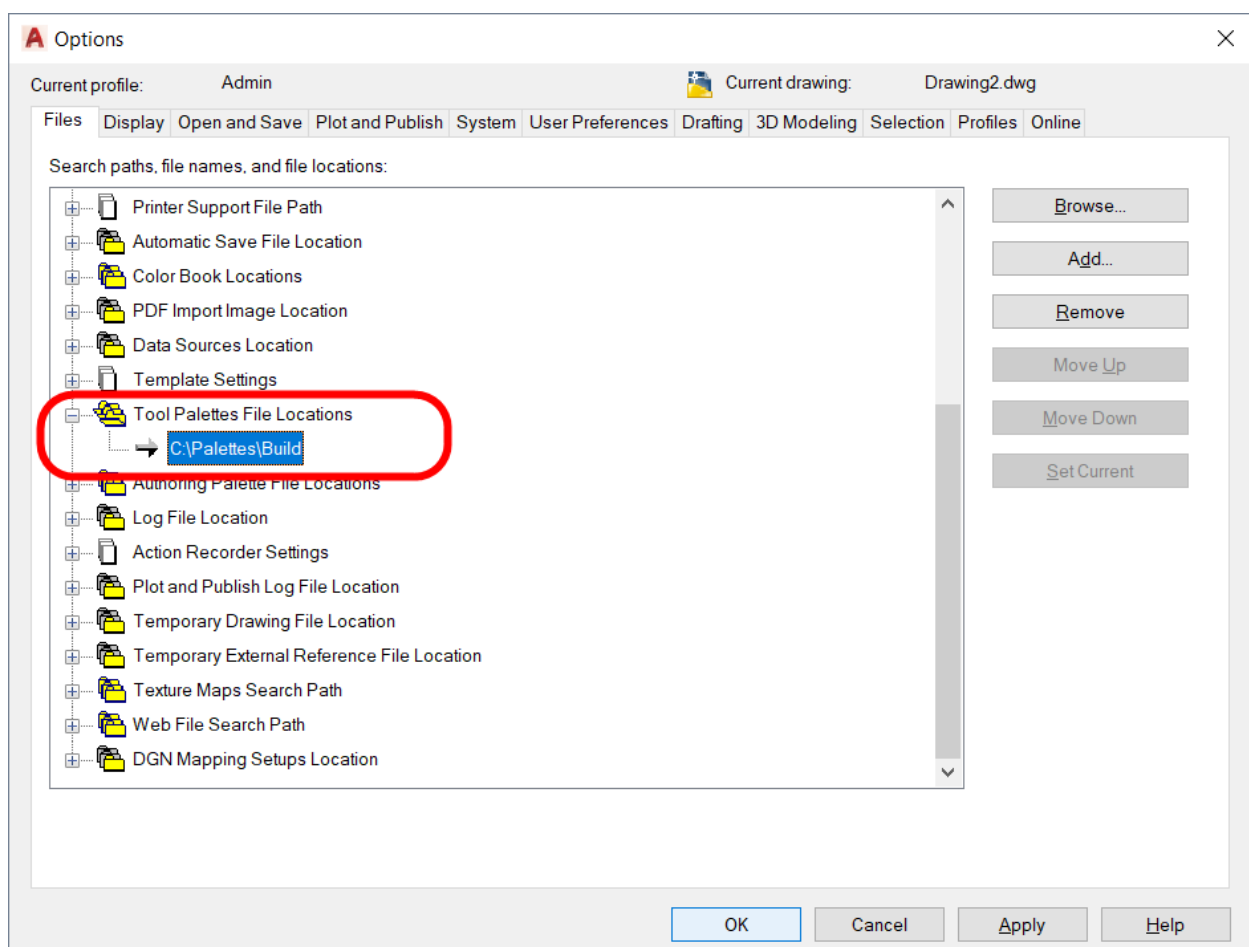 Options
Current profile: Admin Current drawing: Drawing2.dwg
Files Display Open and Save Plot and Publish System User Preferences Drafting 3D Modeling Selection Profiles Online
Search paths, file names, and file locations:
Printer Support File Path
Automatic Save File Location
Color Book Locations
PDF Import Image Location
Data Sources Location
Template Settings
Tool Palettes File Locations
C:\Palettes\Build
Authoring Palette File Locations
Log File Location
Action Recorder Settings
Plot and Publish Log File Location
Temporary Drawing File Location
Temporary External Reference File Location
Texture Maps Search Path
Web File Search Path
DGN Mapping Setups Location
Browse...
Add...
Remove
Move Up
Move Down
Set Current
OK Cancel Apply Help